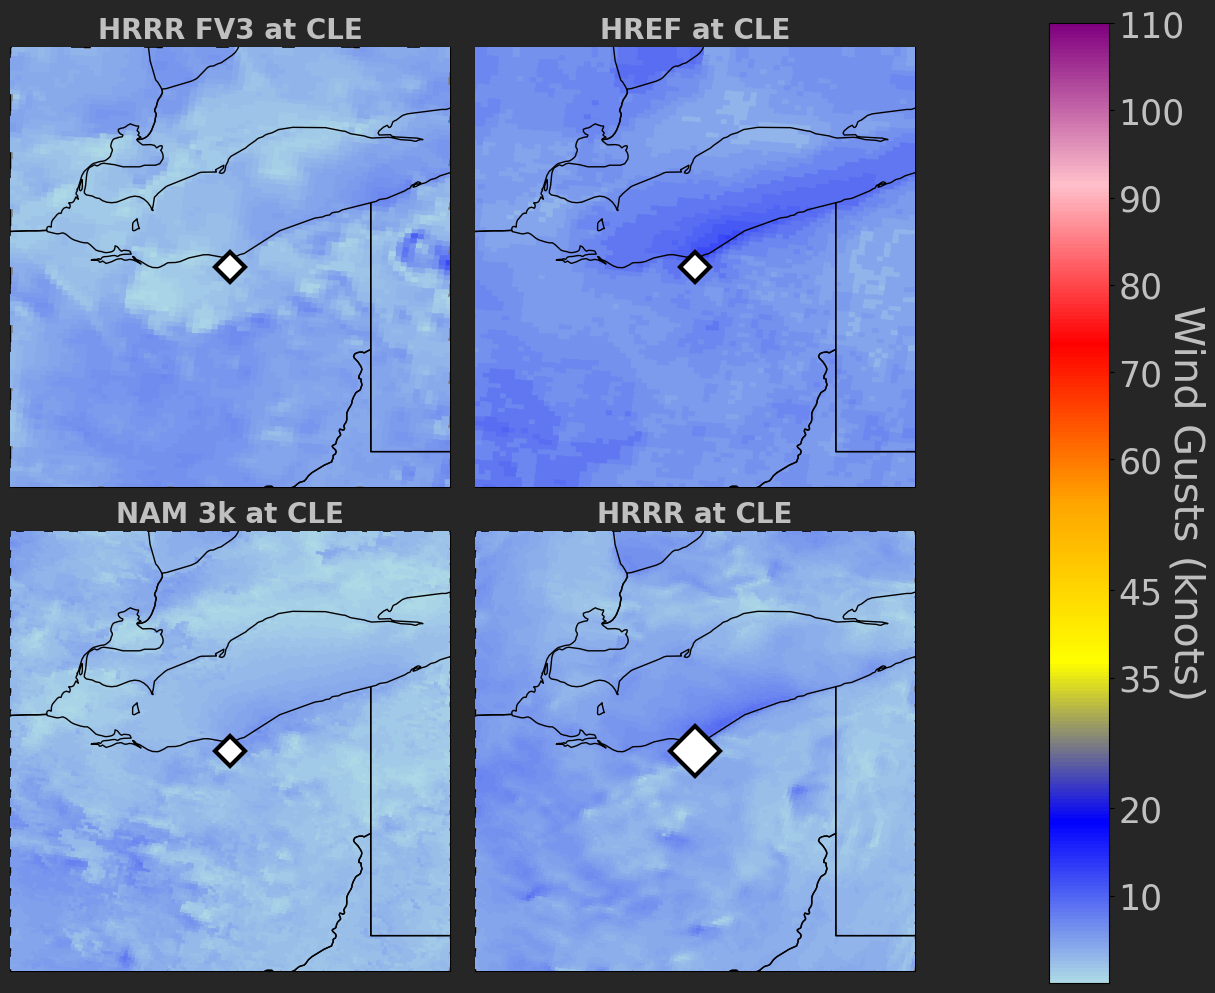 HRRR FV3 at CLE
HREF at CLE
NAM 3k at CLE
HRRR at CLE
110
100
90
80
70
60
45
35
20
10
Wind Gusts (knots)